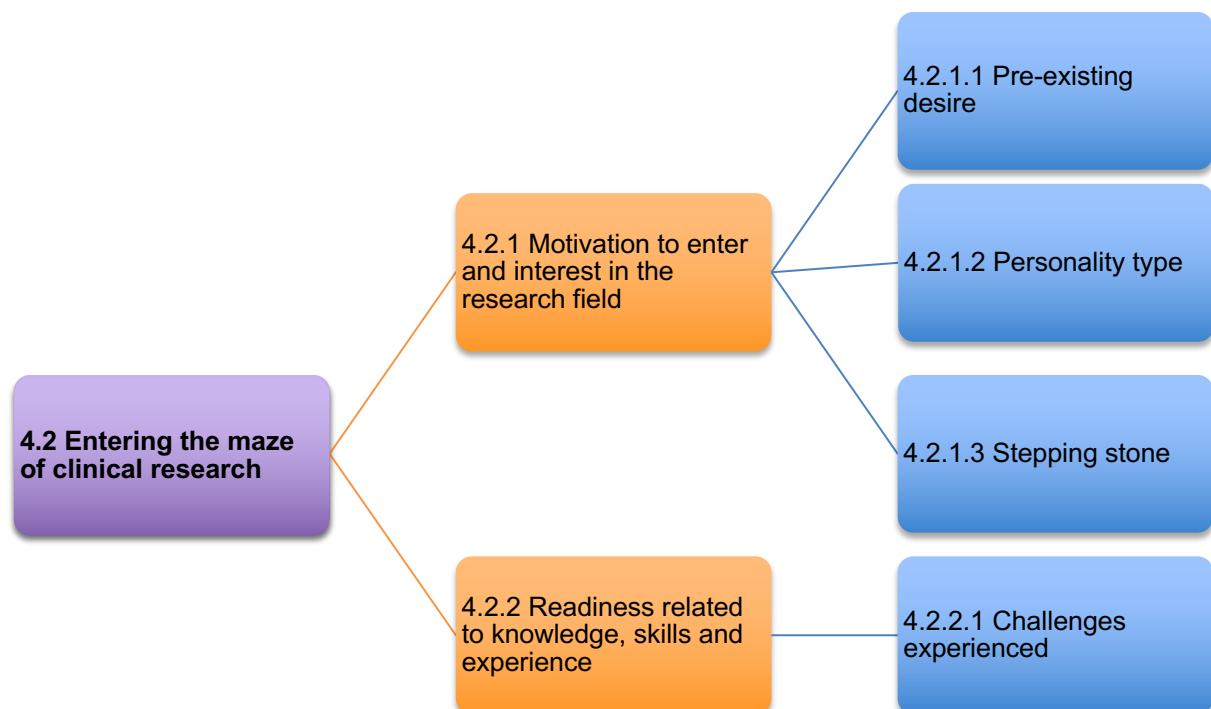 4.2 Entering the maze
of clinical research
4.2.1 Motivation to enter
and interest in the
research field
4.2.1.1 Pre-existing
desire
4.2.1.2 Personality type
4.2.1.3 Stepping stone
4.2.2 Readiness related
to knowledge, skills and
experience
4.2.2.1 Challenges
experienced